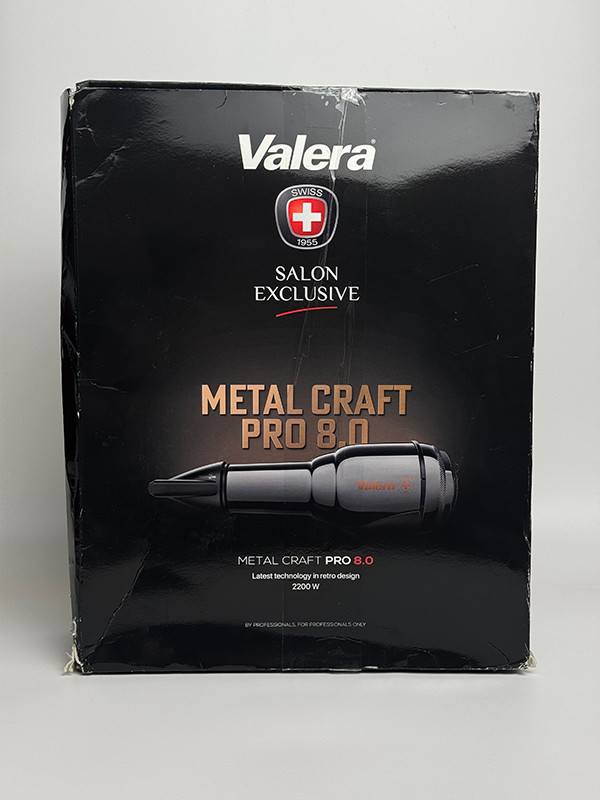 Valera®
SWISS
1955
SALON
EXCLUSIVE
METAL CRAFT
PRO 8.0
Valera
METAL CRAFT PRO 8.0
Latest technology in retro design
2200 W
BY PROFESSIONALS, FOR PROFESSIONALS ONLY